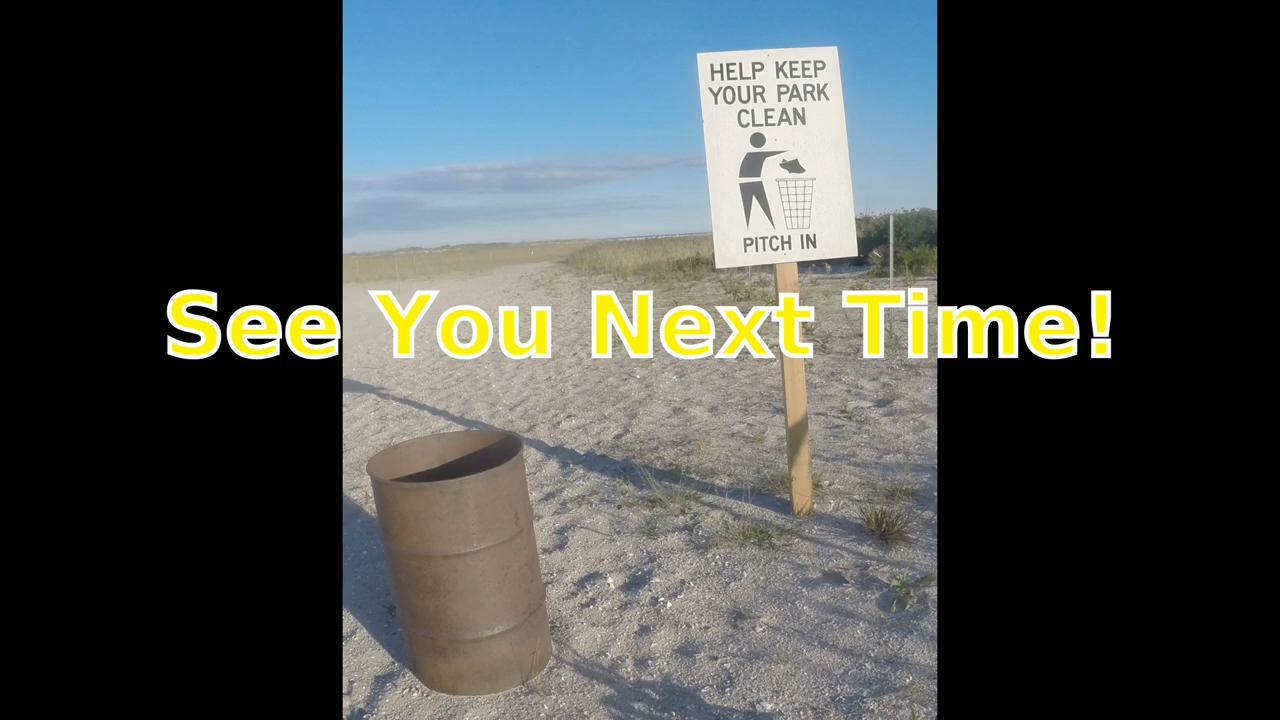 HELP KEEP
YOUR PARK
CLEAN
PITCH IN
See You Next Time!